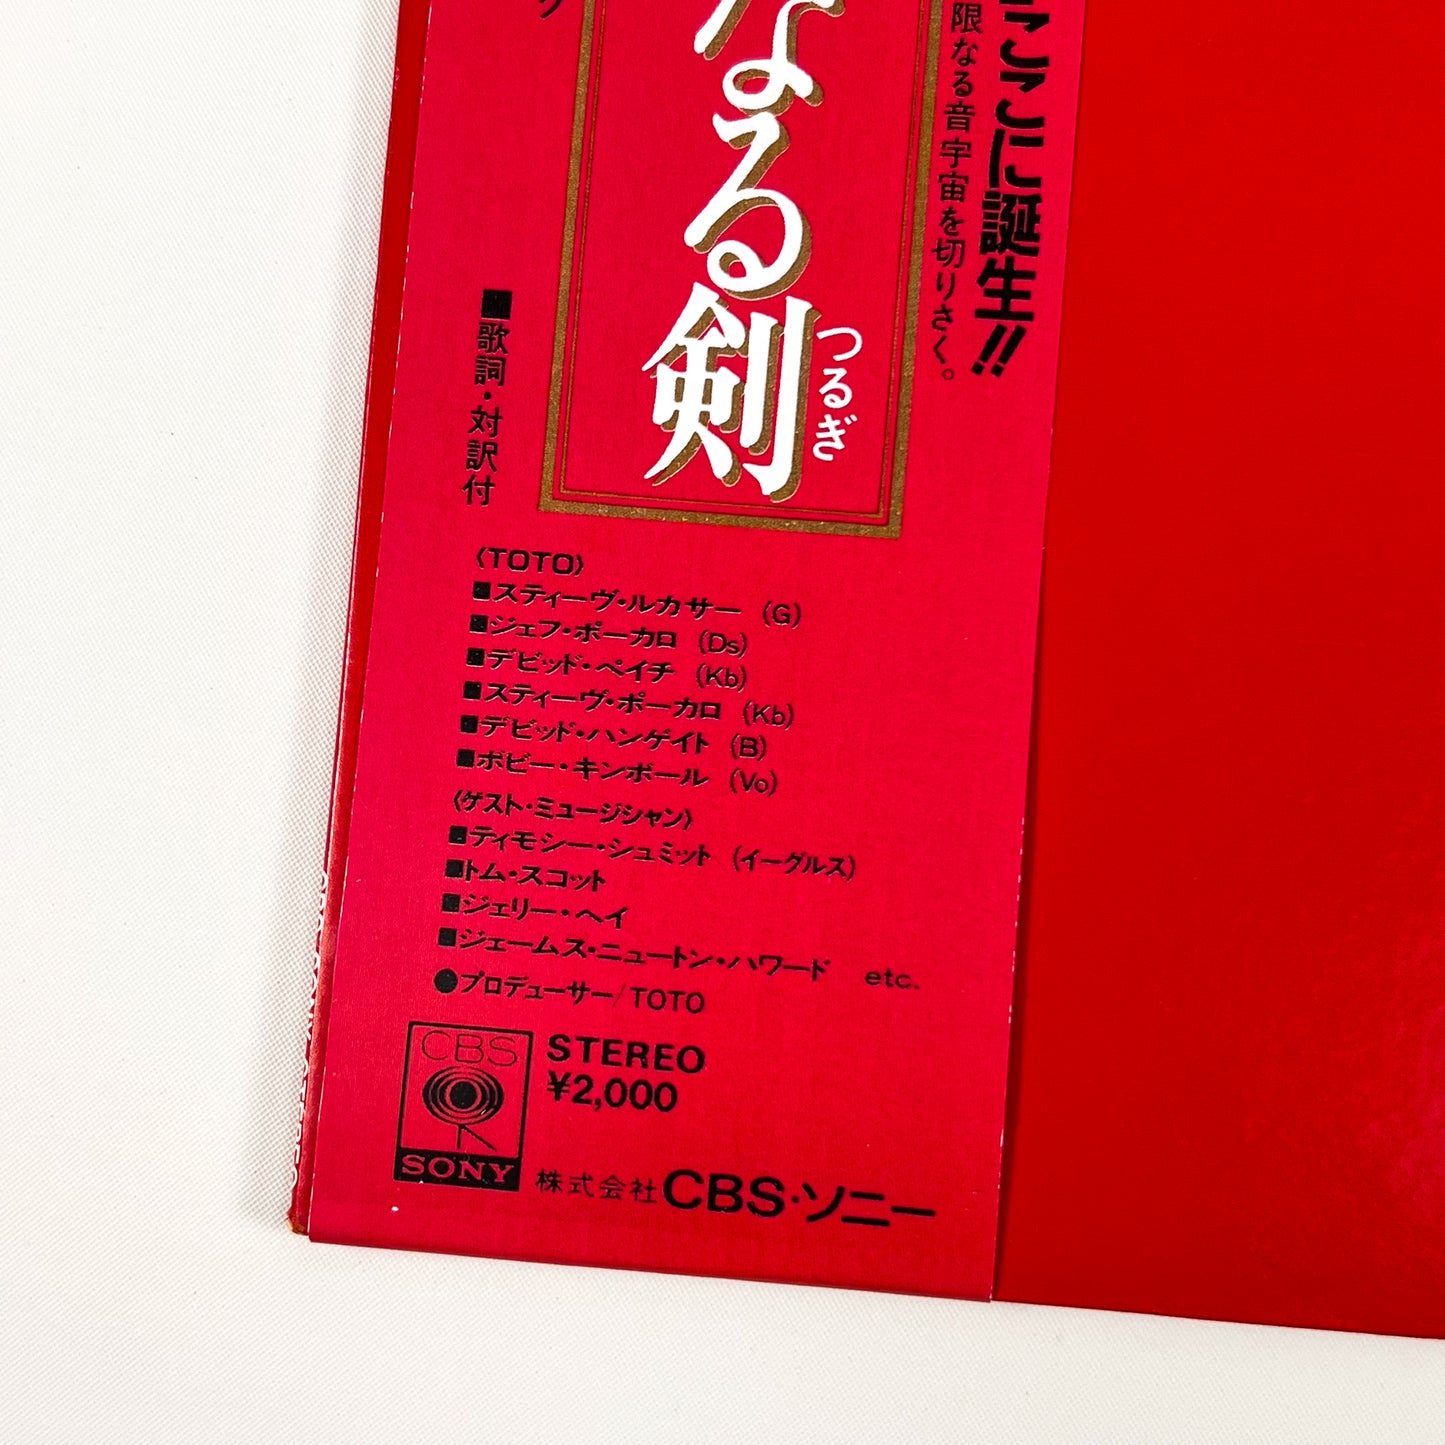 ここに誕生!!
限なる音宇宙を切りさく。
なる剣
つるぎ
■歌詞・対訳付
〈TOTO〉
■スティーヴ・ルカサー (G)
■ジェフ・ポーカロ (Ds)
■デビッド・ペイチ (Kb)
■スティーヴ・ポーカロ (Kb)
■デビッド・ハンゲイト (B)
■ボビー・キンボール (Vo)
〈ゲスト・ミュージシャン〉
■ティモシー・シュミット (イーグルス)
■トム・スコット
■ジェリー・ヘイ
■ジェームス・ニュートン・ハワード etc.
●プロデューサー/TOTO
CBS
SONY
STEREO
¥2,000
株式会社CBS・ソニー